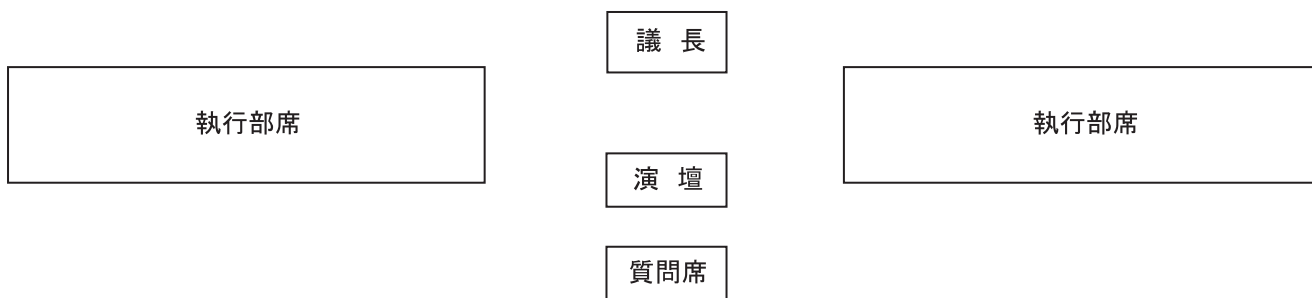 議 長
執行部席
執行部席
演 壇
質問席